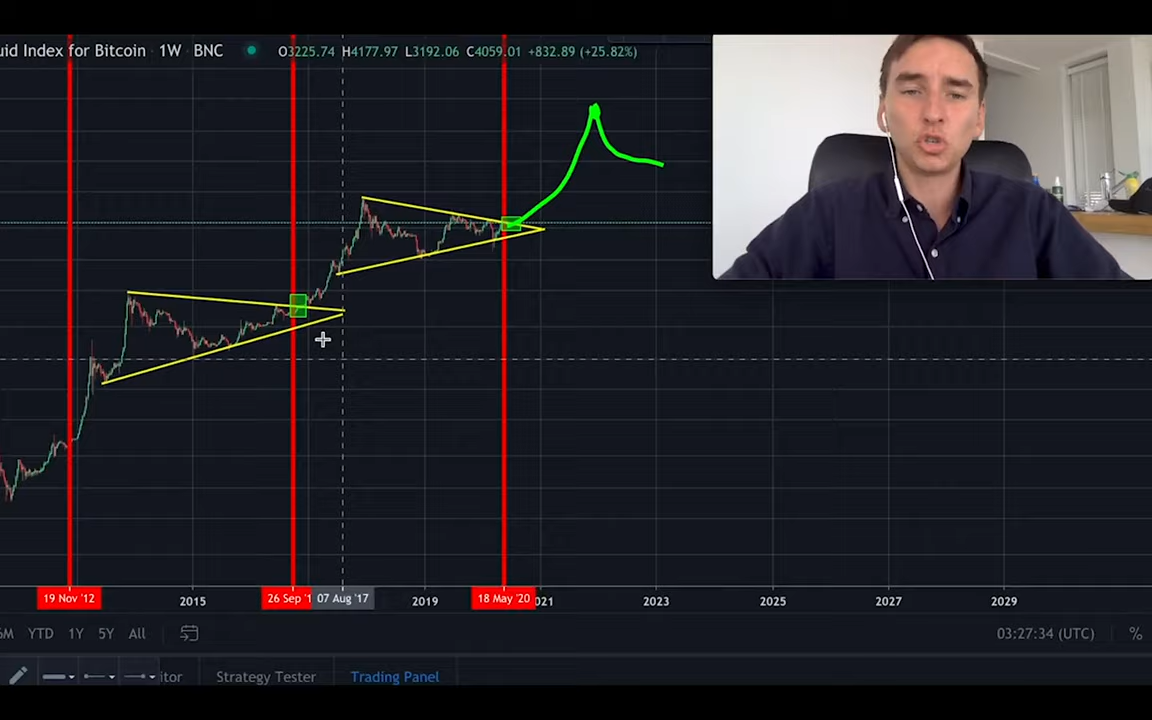 uid Index for Bitcoin · 1W · BNC O3225.74 H4177.97 L3192.06 C4059.01 +832.89 (+25.82%)
19 Nov '12 2015 26 Sep '1 07 Aug '17 2019 18 May '20 021 2023 2025 2027 2029
6M YTD 1Y 5Y All 03:27:34 (UTC) %
itor Strategy Tester Trading Panel